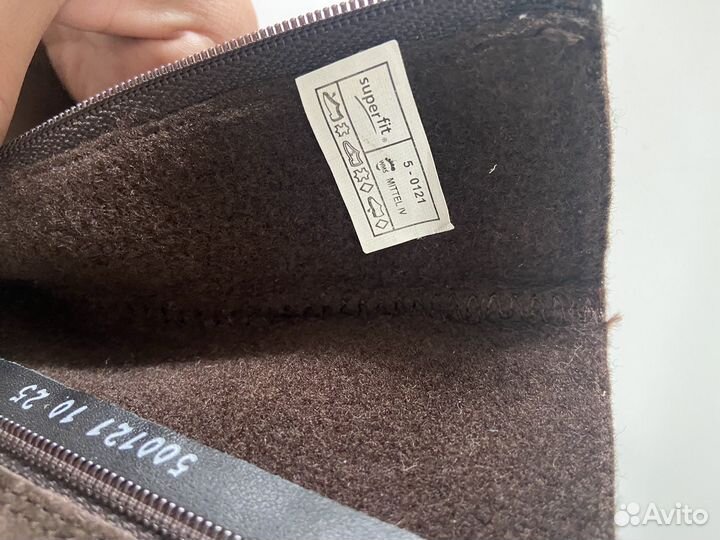 superfit®
5 - 0121
WMS MITTEL IV
500121 10 25
Avito